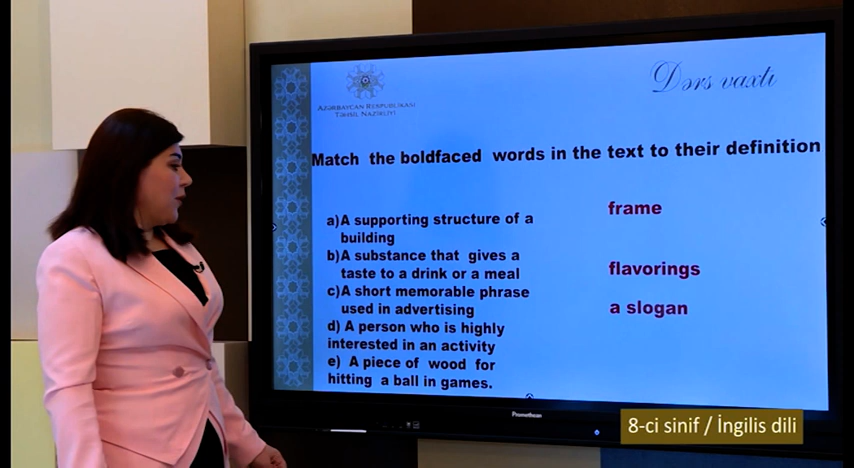 AZƏRBAYCAN RESPUBLİKASI
TƏHSİL NAZİRLİYİ
Dərs vaxtı
Match the boldfaced words in the text to their definition
a)A supporting structure of a
building
frame
b)A substance that gives a
taste to a drink or a meal
flavorings
c)A short memorable phrase
used in advertising
a slogan
d) A person who is highly
interested in an activity
e) A piece of wood for
hitting a ball in games.
Promethean
8-ci sinif / İngilis dili